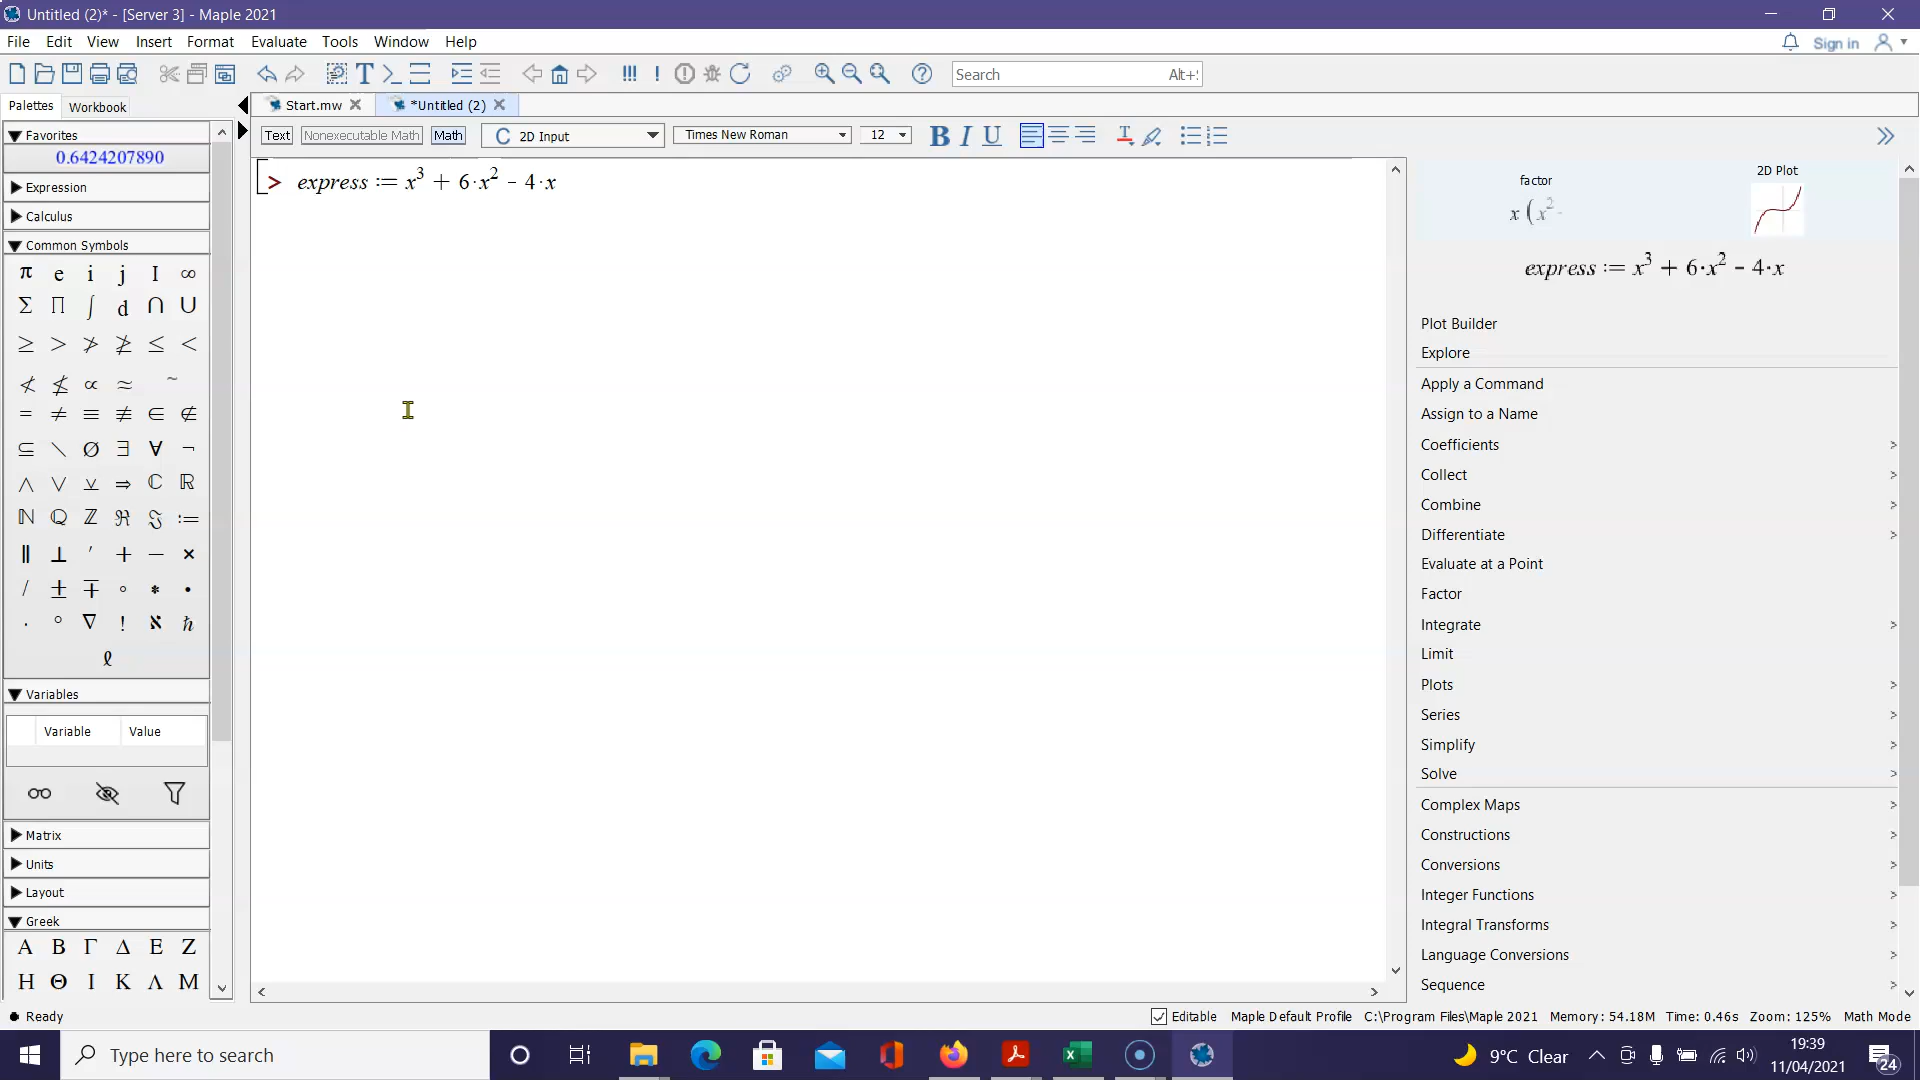 Untitled (2)* - [Server 3] - Maple 2021
File Edit View Insert Format Evaluate Tools Window Help
Sign in
Search Alt+
Palettes Workbook
Start.mw *Untitled (2)
Text Nonexecutable Math Math C 2D Input Times New Roman 12 B I U
Favorites
0.6424207890
Expression
Calculus
Common Symbols
π e i j I ∞
Σ Π ∫ d ∩ ∪
≥ > ≯ ≱ ≤ <
≮ ≰ ∝ ≈ ~
= ≠ ≡ ≢ ∈ ∉
⊆ \ Ø ∃ ∀ ¬
∧ ∨ ⊻ ⇒ ℂ ℝ
ℕ ℚ ℤ ℜ ℑ :=
∥ ⊥ ′ + − ×
/ ± ∓ ∘ * •
· ° ∇ ! ℵ ħ
ℓ
Variables
Variable Value
Matrix
Units
Layout
Greek
Α Β Γ Δ Ε Ζ
Η Θ Ι Κ Λ Μ
> express := x³ + 6·x² - 4·x
factor 2D Plot
x (x² -
express := x³ + 6·x² - 4·x
Plot Builder
Explore
Apply a Command
Assign to a Name
Coefficients >
Collect >
Combine >
Differentiate >
Evaluate at a Point
Factor
Integrate >
Limit
Plots >
Series >
Simplify >
Solve >
Complex Maps >
Constructions >
Conversions >
Integer Functions >
Integral Transforms >
Language Conversions >
Sequence >
Ready Editable Maple Default Profile C:\Program Files\Maple 2021 Memory: 54.18M Time: 0.46s Zoom: 125% Math Mode
Type here to search
9°C Clear
19:39
11/04/2021
24